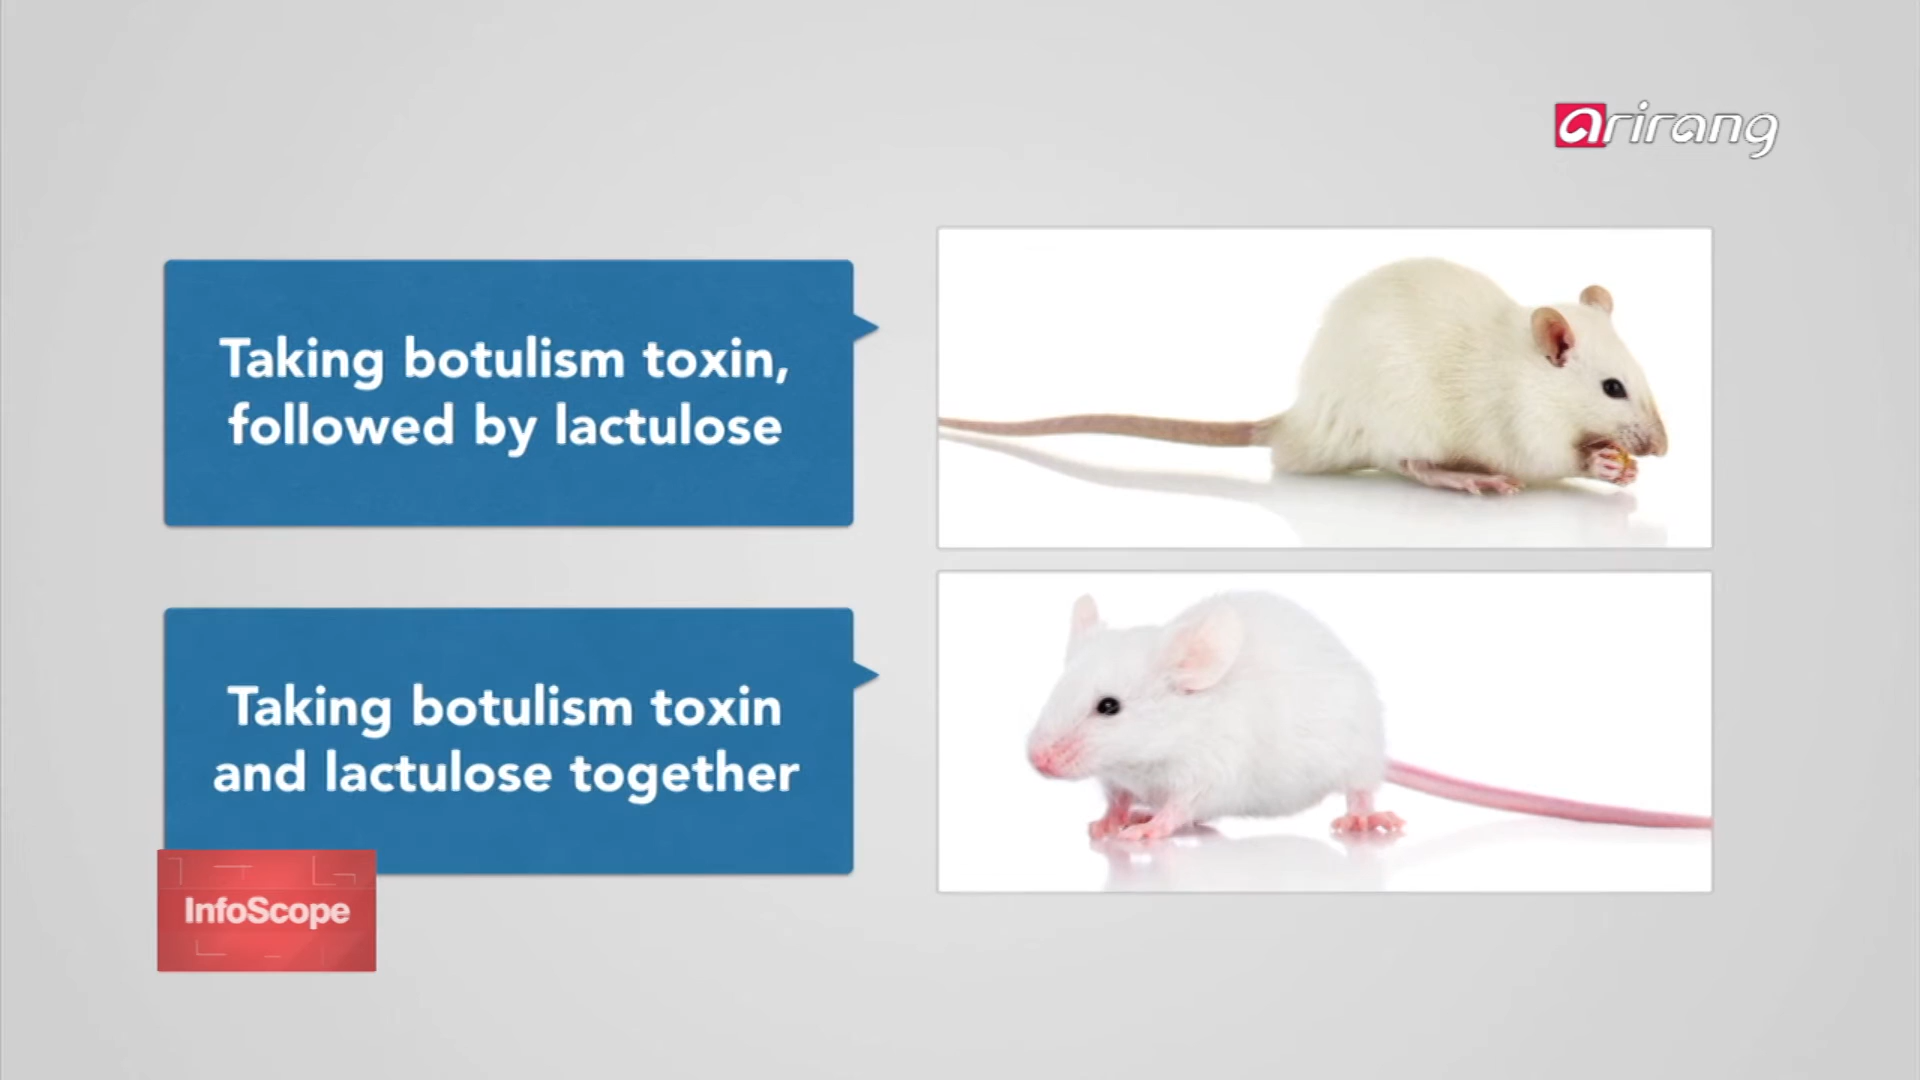 arirang
Taking botulism toxin,
followed by lactulose
Taking botulism toxin
and lactulose together
InfoScope